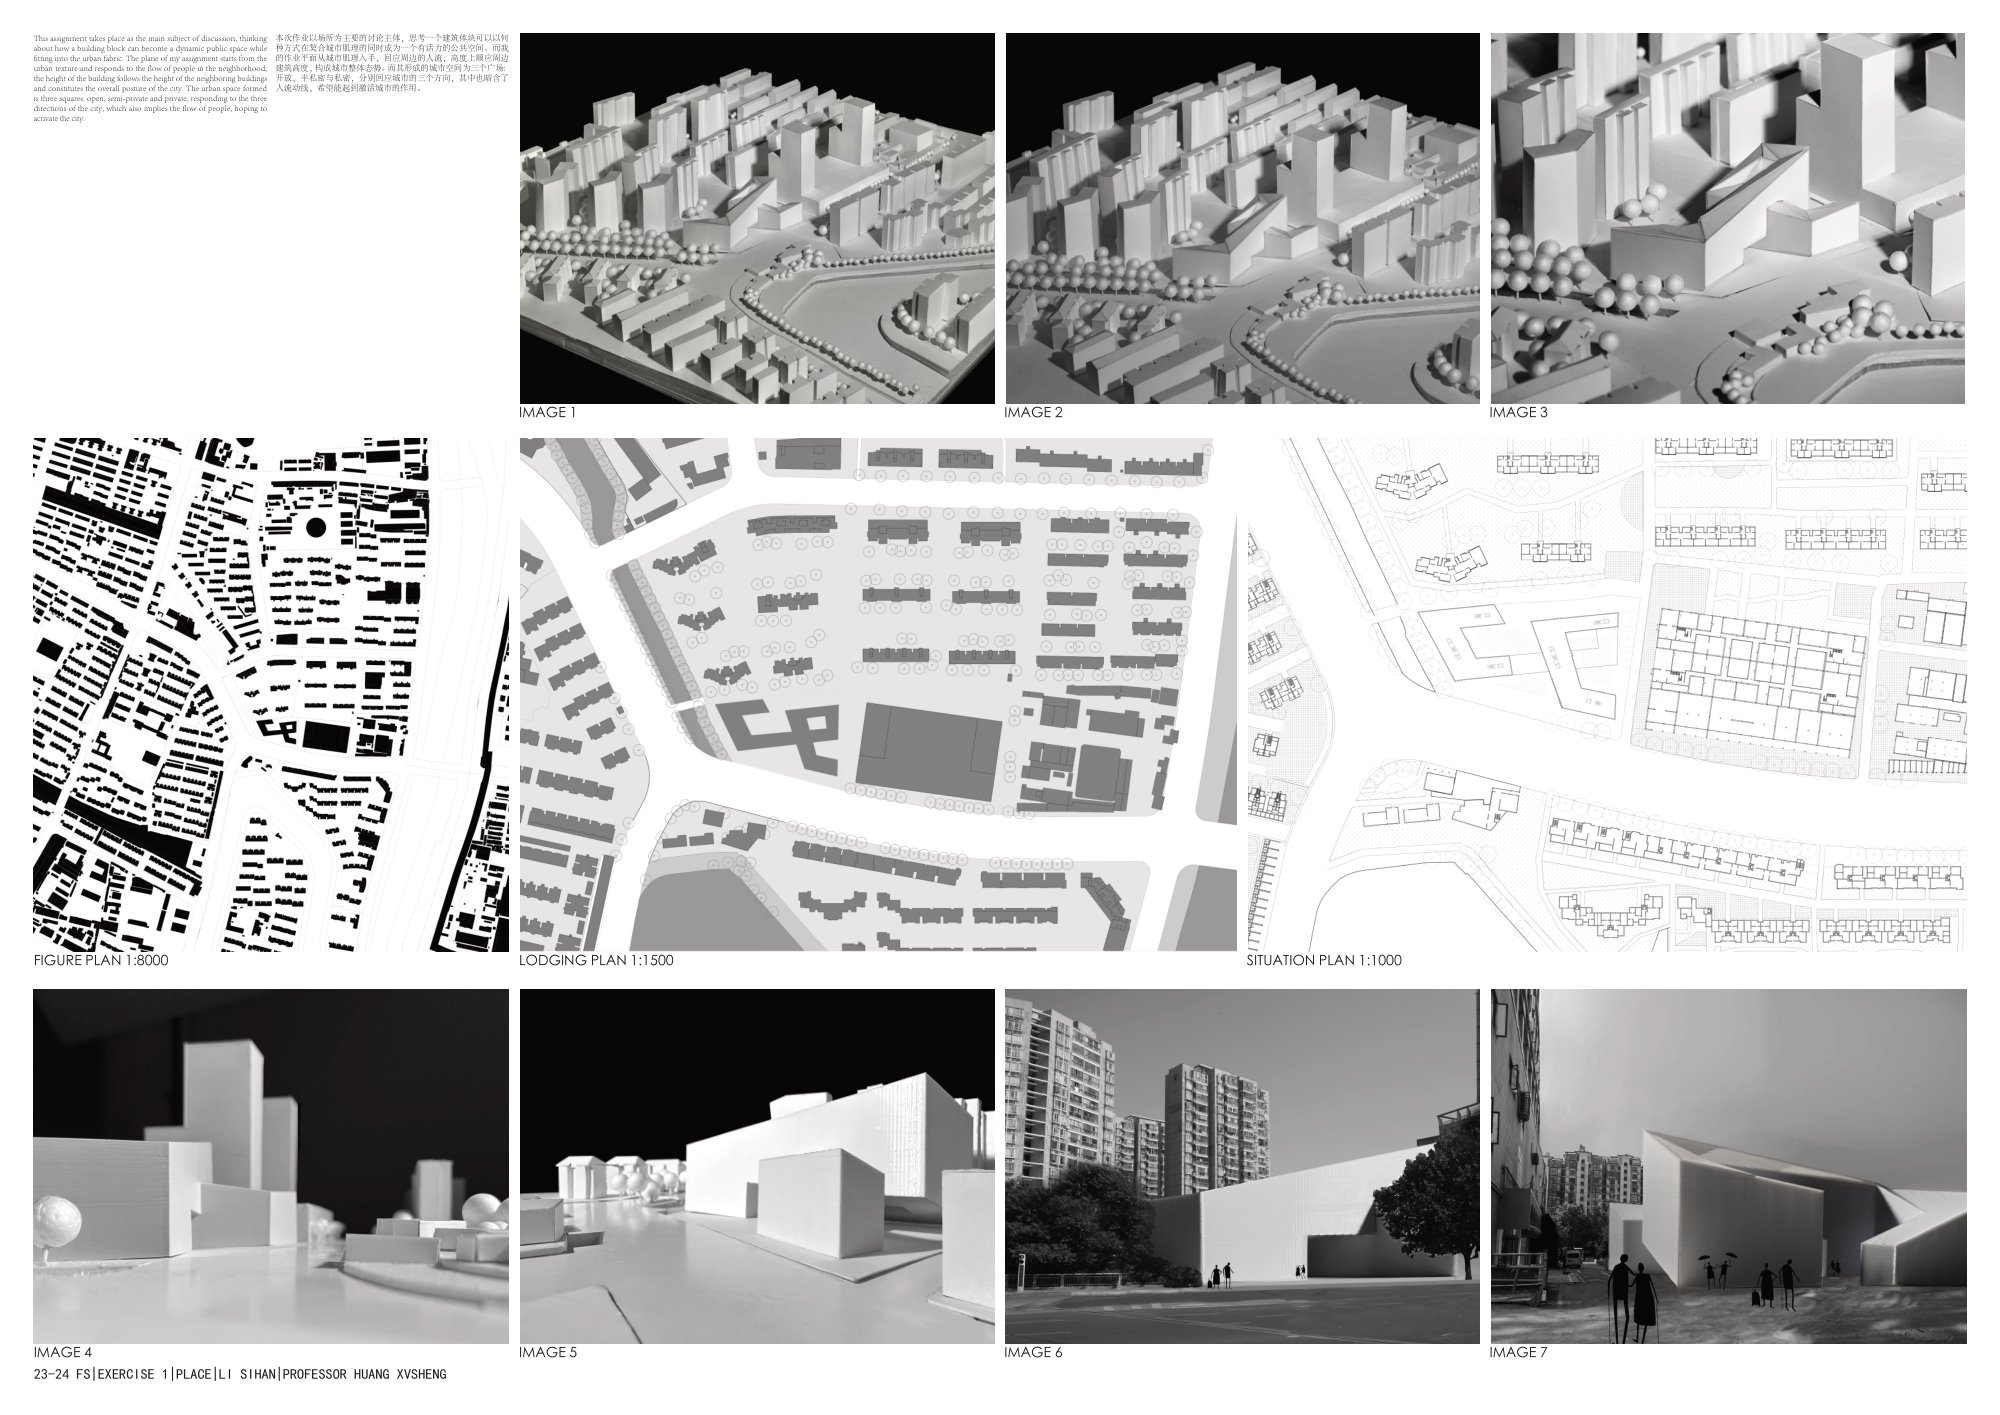 This assignment takes place as the main subject of discussion, thinking
about how a building block can become a dynamic public space while
fitting into the urban fabric. The plane of my assignment starts from the
urban texture and responds to the flow of people in the neighborhood;
the height of the building follows the height of the neighboring buildings
and constitutes the overall posture of the city. The urban space formed
is three squares: open, semi-private and private, responding to the three
directions of the city, which also implies the flow of people, hoping to
activate the city.
本次作业以场所为主要的讨论主体，思考一个建筑体块可以以何
种方式在契合城市肌理的同时成为一个有活力的公共空间。而我
的作业平面从城市肌理入手，回应周边的人流；高度上顺应周边
建筑高度，构成城市整体态势。而其形成的城市空间为三个广场：
开放，半私密与私密，分别回应城市的三个方向，其中也暗含了
人流动线，希望能起到激活城市的作用。
IMAGE 1
IMAGE 2
IMAGE 3
FIGURE PLAN 1:8000
LODGING PLAN 1:1500
SITUATION PLAN 1:1000
IMAGE 4
IMAGE 5
IMAGE 6
IMAGE 7
23-24 FS|EXERCISE 1|PLACE|LI SIHAN|PROFESSOR HUANG XVSHENG